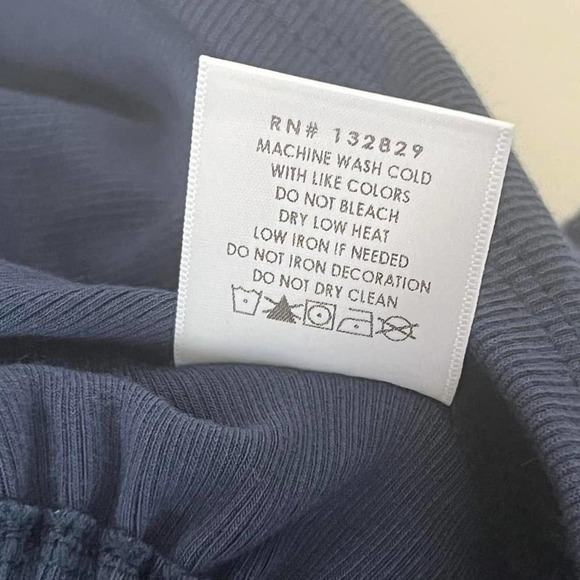 RN# 132829
MACHINE WASH COLD
WITH LIKE COLORS
DO NOT BLEACH
DRY LOW HEAT
LOW IRON IF NEEDED
DO NOT IRON DECORATION
DO NOT DRY CLEAN